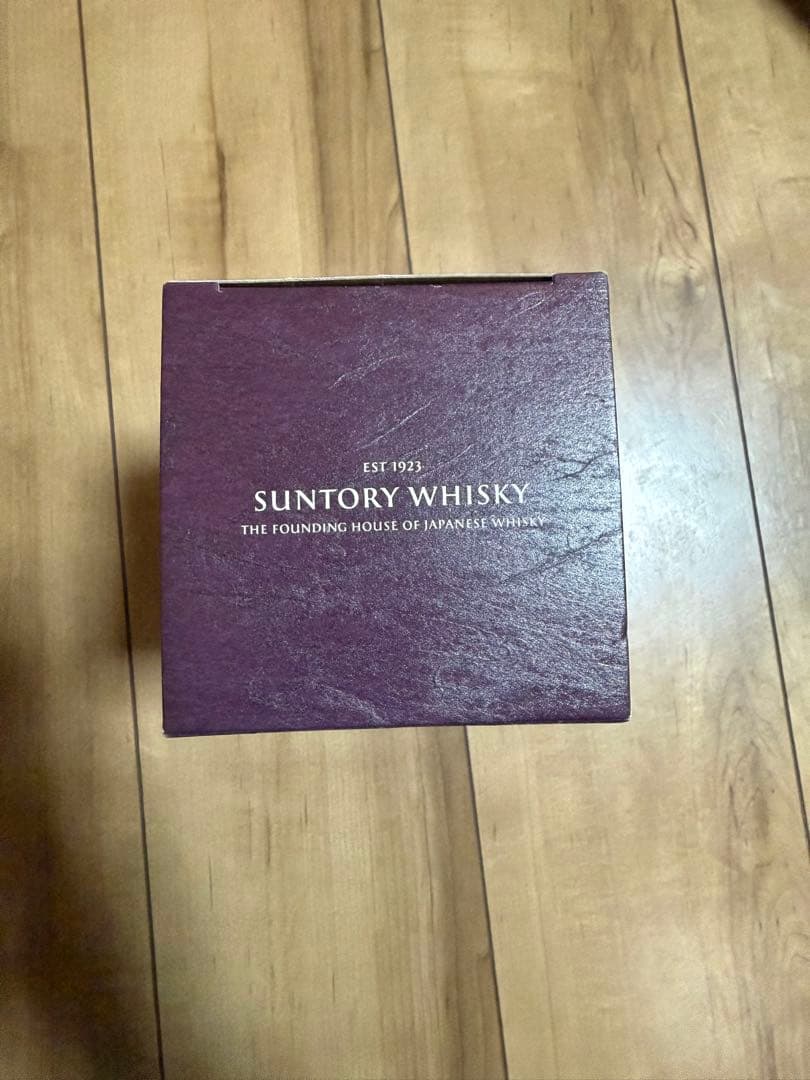 EST 1923
SUNTORY WHISKY
THE FOUNDING HOUSE OF JAPANESE WHISKY